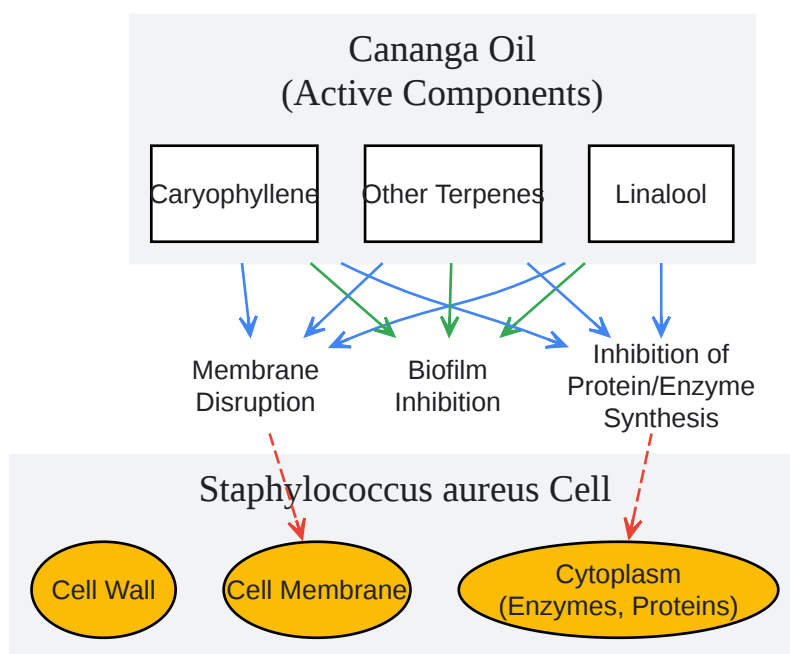 Cananga Oil
(Active Components)
Caryophyllene
Other Terpenes
Linalool
Membrane
Disruption
Biofilm
Inhibition
Inhibition of
Protein/Enzyme
Synthesis
Staphylococcus aureus Cell
Cell Wall
Cell Membrane
Cytoplasm
(Enzymes, Proteins)